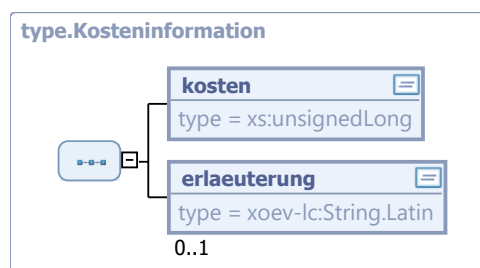 type.Kosteninformation
kosten
type = xs:unsignedLong
erlaeuterung
type = xoev-lc:String.Latin
0..1